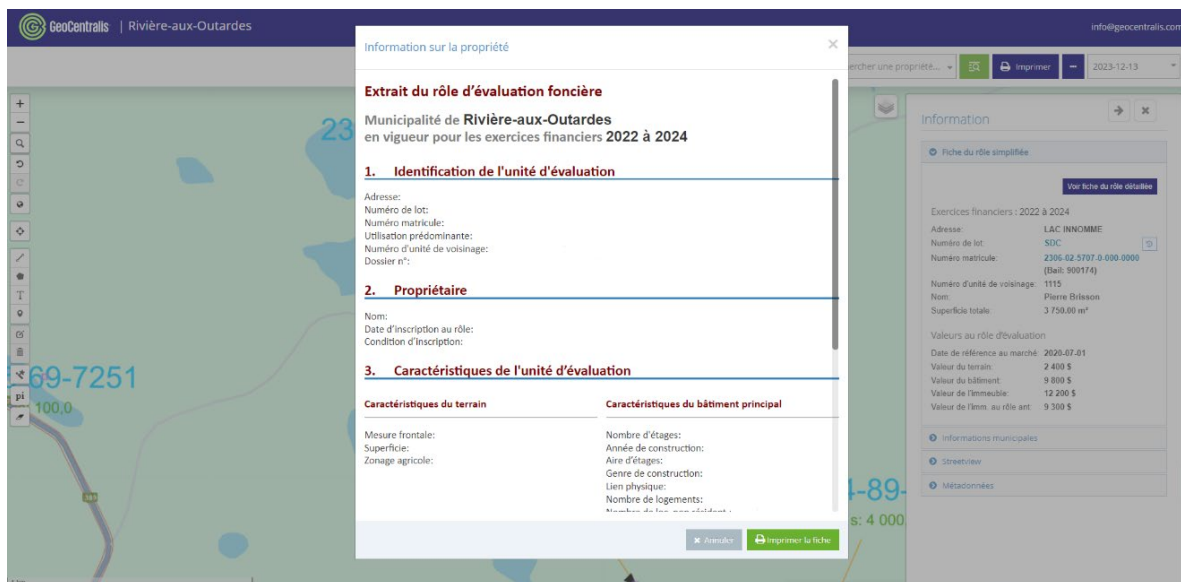 GeoCentralis | Rivière-aux-Outardes
info@geocentralis.com
ercher une propriété...
Imprimer
2023-12-13
Information sur la propriété
Extrait du rôle d'évaluation foncière
Municipalité de Rivière-aux-Outardes
en vigueur pour les exercices financiers 2022 à 2024
1. Identification de l'unité d'évaluation
Adresse:
Numéro de lot:
Numéro matricule:
Utilisation prédominante:
Numéro d'unité de voisinage:
Dossier n°:
2. Propriétaire
Nom:
Date d'inscription au rôle:
Condition d'inscription:
3. Caractéristiques de l'unité d'évaluation
Caractéristiques du terrain
Mesure frontale:
Superficie:
Zonage agricole:
Caractéristiques du bâtiment principal
Nombre d'étages:
Année de construction:
Aire d'étages:
Genre de construction:
Lien physique:
Nombre de logements:
Annuler
Imprimer la fiche
Information
Fiche du rôle simplifiée
Voir fiche du rôle détaillée
Exercices financiers : 2022 à 2024
Adresse: LAC INNOMME
Numéro de lot: SDC
Numéro matricule: 2306-02-5707-0-000-0000
(Bail: 900174)
Numéro d'unité de voisinage: 1115
Nom: Pierre Brisson
Superficie totale: 3 750.00 m²
Valeurs au rôle d'évaluation
Date de référence au marché: 2020-07-01
Valeur du terrain: 2 400 $
Valeur du bâtiment: 9 800 $
Valeur de l'immeuble: 12 200 $
Valeur de l'imm. au rôle ant: 9 300 $
Informations municipales
Streetview
Métadonnées
23
69-7251
100,0
pi
4-89-
s: 4 000